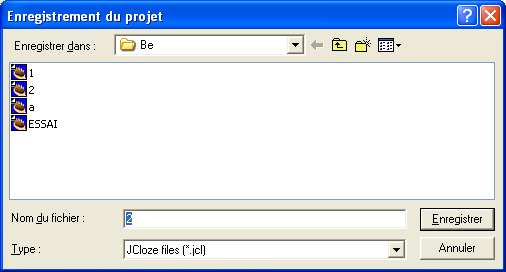 Enregistrement du projet
Enregistrer dans : Be
1
2
a
ESSAI
Nom du fichier : 2 Enregistrer
Type : JCloze files (*.jcl) Annuler